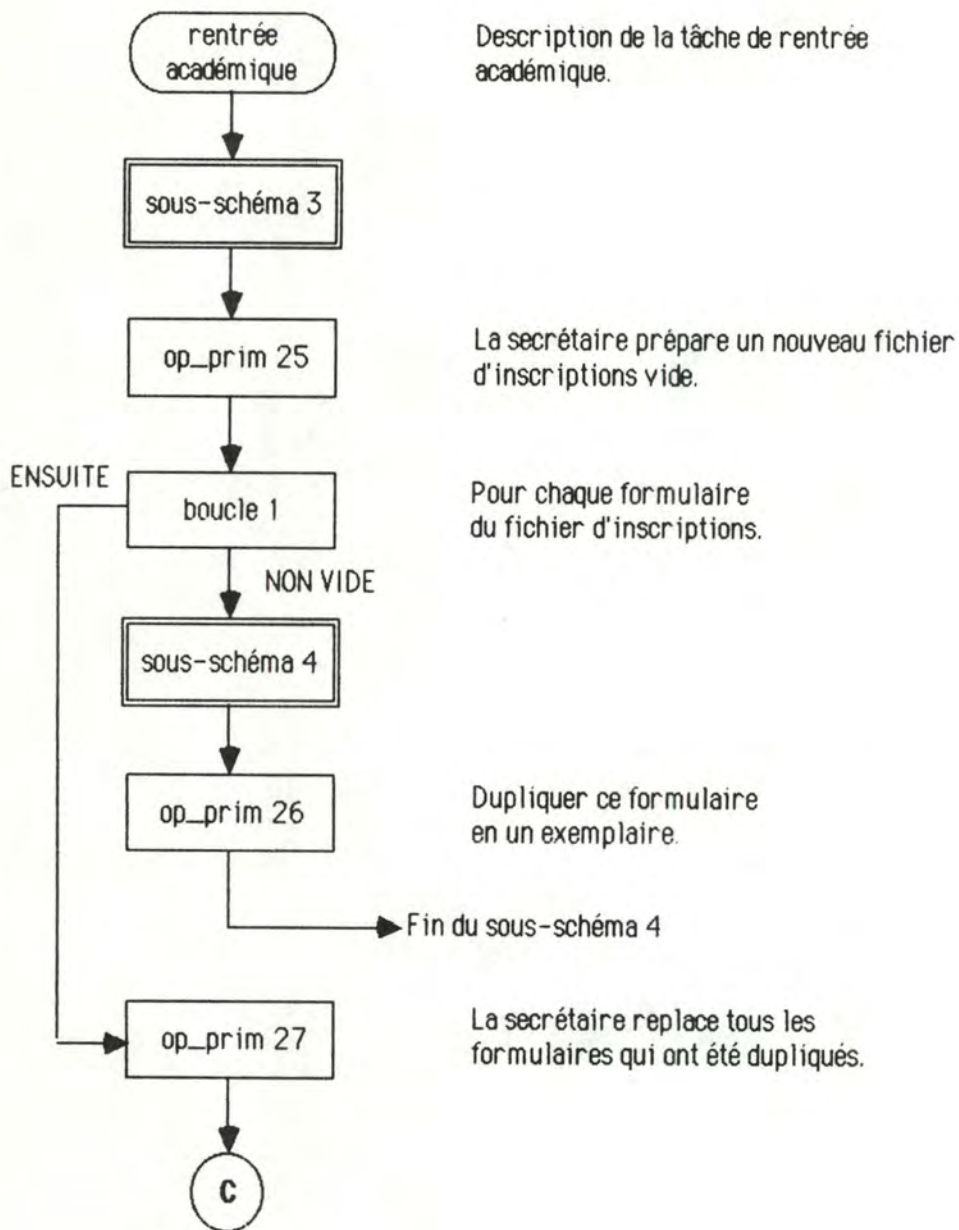 rentrée
académique
Description de la tâche de rentrée
académique.
sous-schéma 3
op_prim 25
La secrétaire prépare un nouveau fichier
d'inscriptions vide.
ENSUITE
boucle 1
Pour chaque formulaire
du fichier d'inscriptions.
NON VIDE
sous-schéma 4
op_prim 26
Dupliquer ce formulaire
en un exemplaire.
Fin du sous-schéma 4
op_prim 27
La secrétaire replace tous les
formulaires qui ont été dupliqués.
C